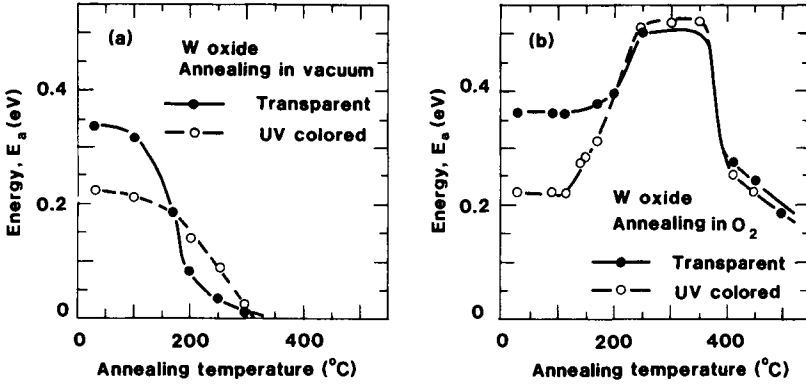 (a)
W oxide
Annealing in vacuum
Transparent
UV colored
0.4
0.2
0
Energy, Eₐ (eV)
0 200 400
Annealing temperature (°C)
(b)
W oxide
Annealing in O₂
Transparent
UV colored
0.4
0.2
0
Energy, Eₐ (eV)
0 200 400
Annealing temperature (°C)